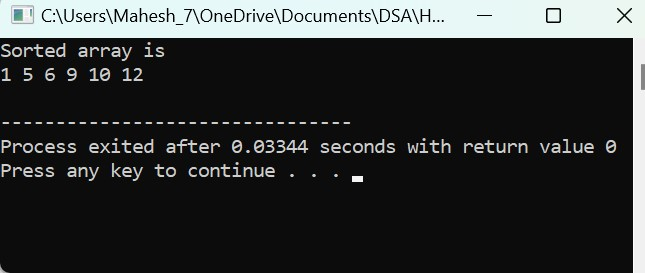 C:\Users\Mahesh_7\OneDrive\Documents\DSA\H...
Sorted array is
1 5 6 9 10 12
--------------------------------
Process exited after 0.03344 seconds with return value 0
Press any key to continue . . .